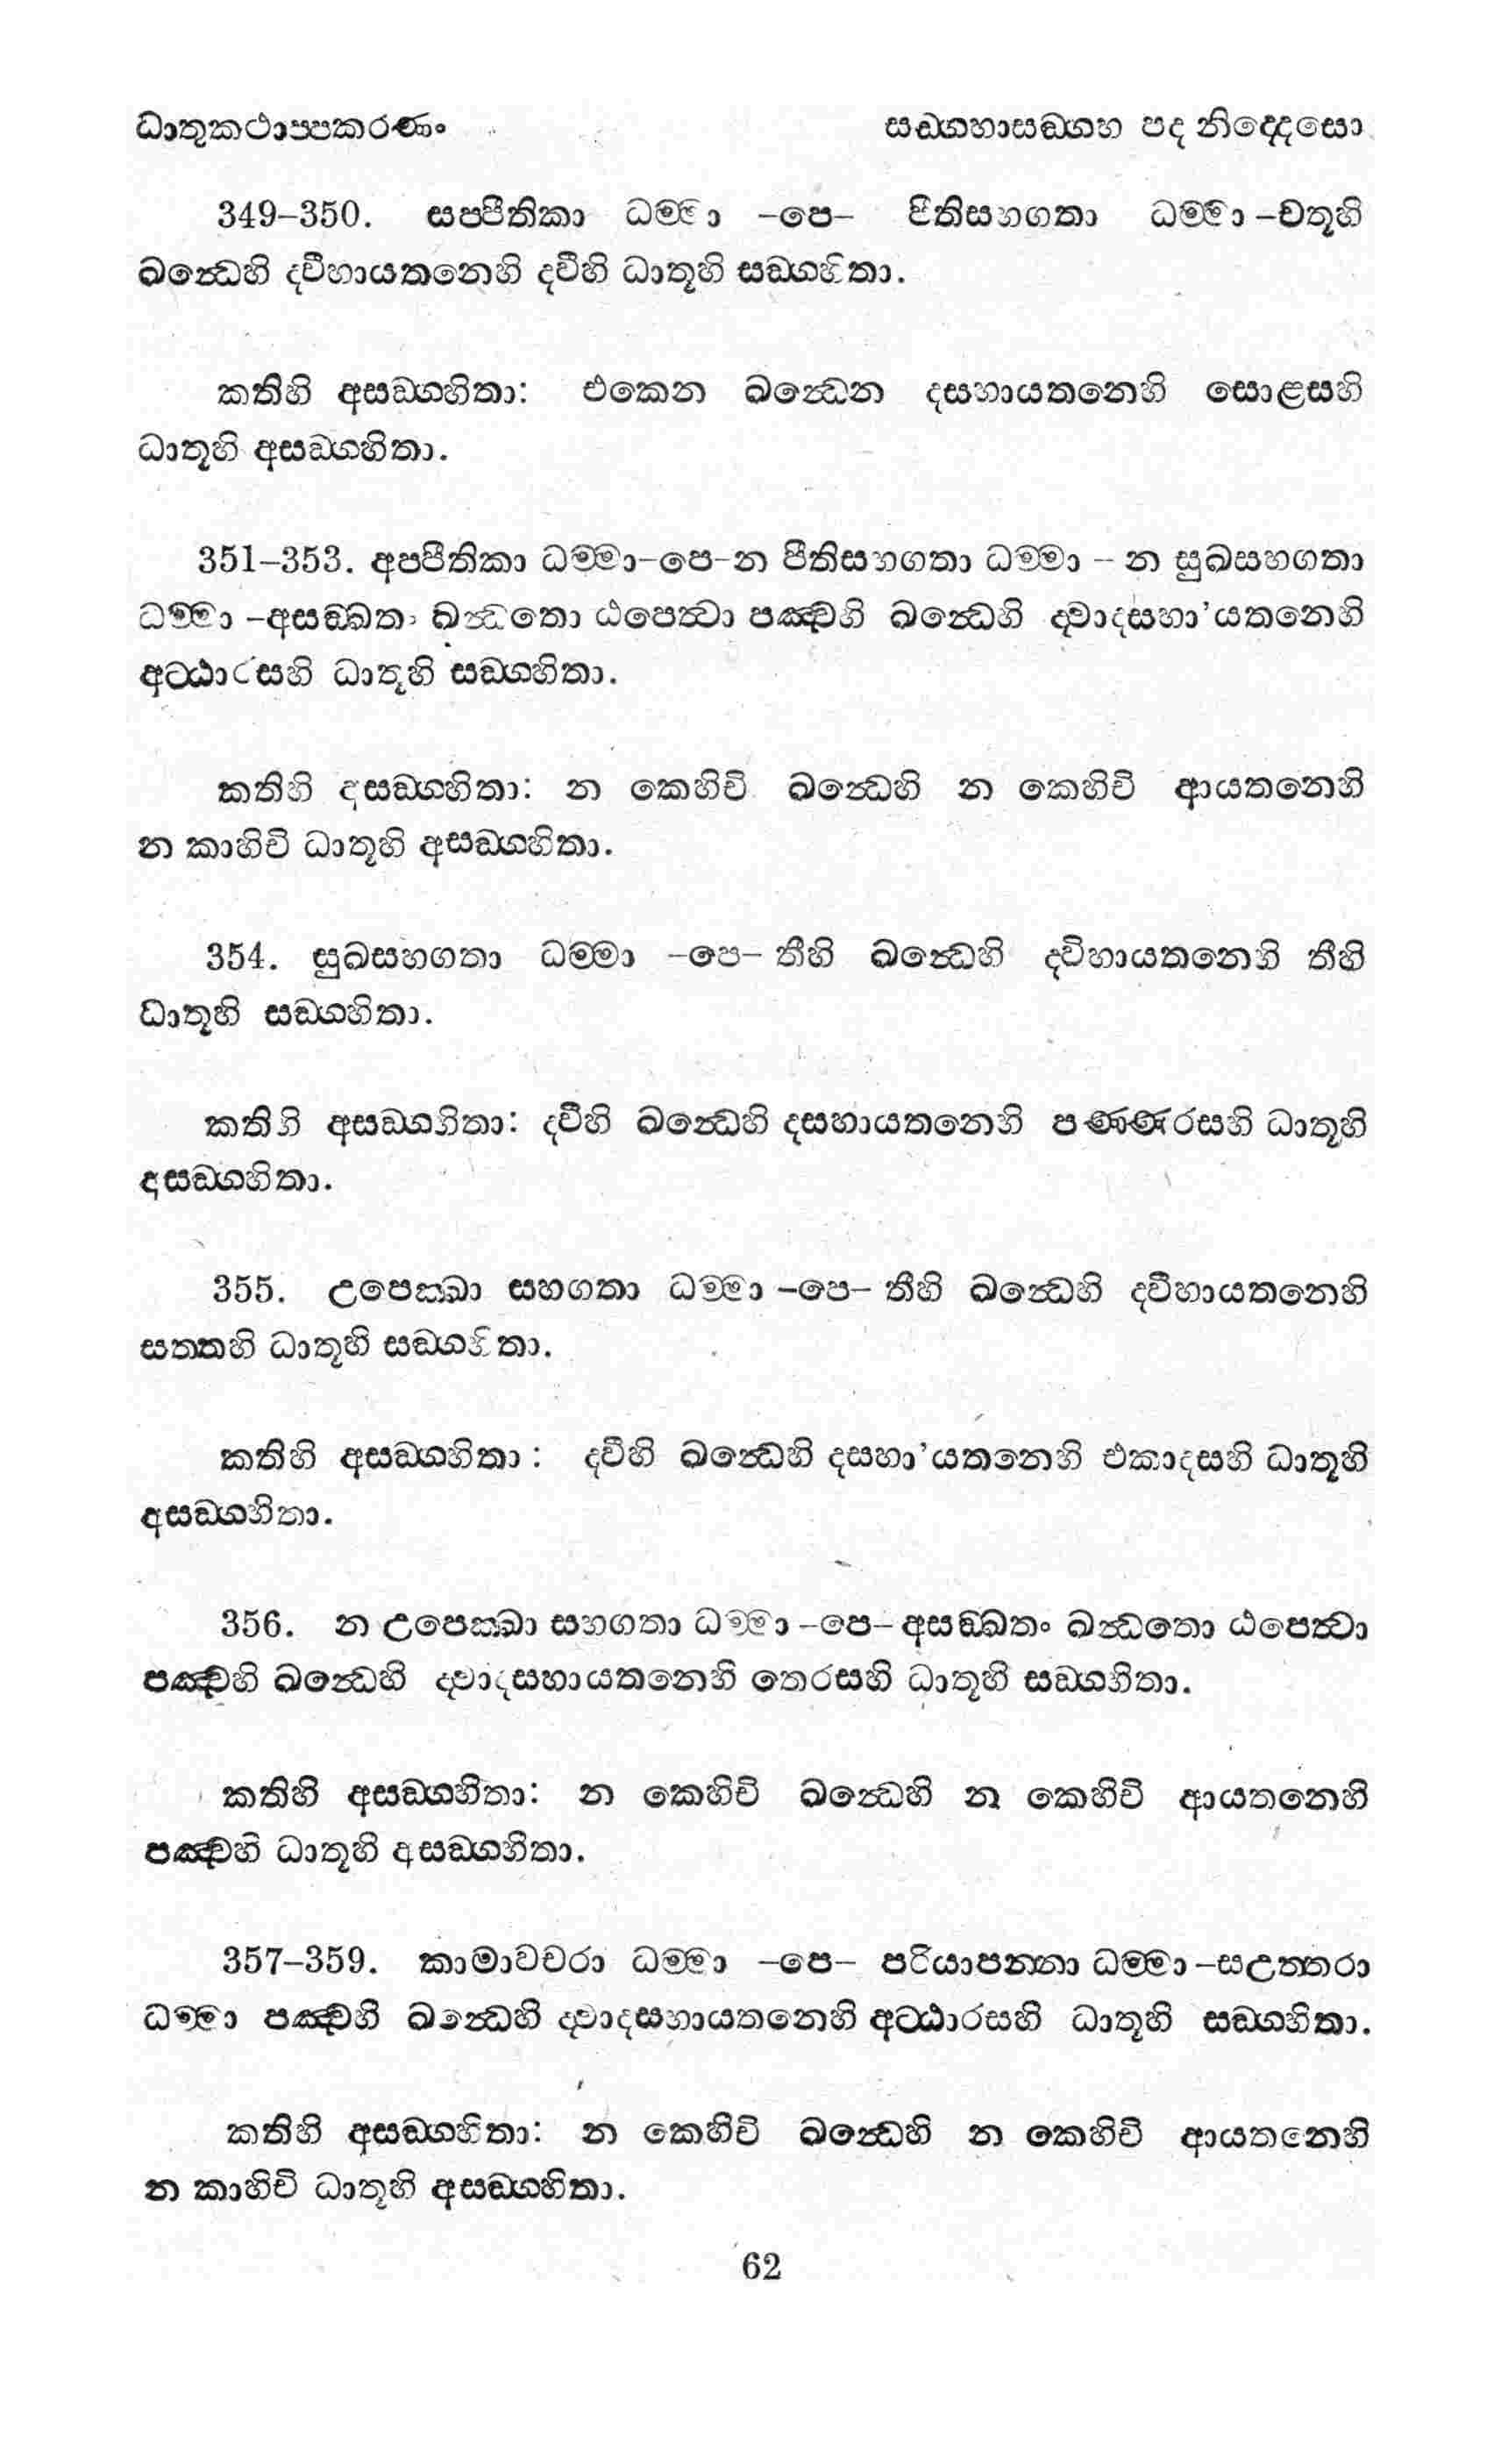 ධාතුකථාප්පකරණං සඞ්ගහාසඞ්ගහ පද නිද්දෙසො
349–350. සප්පීතිකා ධම්මා –පෙ– පීතිසහගතා ධම්මා –චතූහි
ඛන්ධෙහි ද්වීහායතනෙහි ද්වීහි ධාතූහි සඞ්ගහිතා.
කතිහි අසඞ්ගහිතා: එකෙන ඛන්ධෙන දසහායතනෙහි සොළසහි
ධාතූහි අසඞ්ගහිතා.
351–353. අප්පීතිකා ධම්මා–පෙ–න පීතිසහගතා ධම්මා – න සුඛසහගතා
ධම්මා –අසඞ්ඛතං ඛන්ධතො ඨපෙත්වා පඤ්චහි ඛන්ධෙහි ද්වාදසහා’යතනෙහි
අට්ඨාරසහි ධාතූහි සඞ්ගහිතා.
කතිහි අසඞ්ගහිතා: න කෙහිචි ඛන්ධෙහි න කෙහිචි ආයතනෙහි
න කාහිචි ධාතූහි අසඞ්ගහිතා.
354. සුඛසහගතා ධම්මා –පෙ– තීහි ඛන්ධෙහි ද්විහායතනෙහි තීහි
ධාතූහි සඞ්ගහිතා.
කතිහි අසඞ්ගහිතා: ද්වීහි ඛන්ධෙහි දසහායතනෙහි පණ්ණරසහි ධාතූහි
අසඞ්ගහිතා.
355. උපෙක්ඛා සහගතා ධම්මා –පෙ– තීහි ඛන්ධෙහි ද්වීහායතනෙහි
සත්තහි ධාතූහි සඞ්ගහිතා.
කතිහි අසඞ්ගහිතා : ද්වීහි ඛන්ධෙහි දසහා’යතනෙහි එකාදසහි ධාතූහි
අසඞ්ගහිතා.
356. න උපෙක්ඛා සහගතා ධම්මා –පෙ– අසඞ්ඛතං ඛන්ධතො ඨපෙත්වා
පඤ්චහි ඛන්ධෙහි ද්වාදසහායතනෙහි තෙරසහි ධාතූහි සඞ්ගහිතා.
කතිහි අසඞ්ගහිතා: න කෙහිචි ඛන්ධෙහි න කෙහිචි ආයතනෙහි
පඤ්චහි ධාතූහි අසඞ්ගහිතා.
357–359. කාමාවචරා ධම්මා –පෙ– පරියාපන්නා ධම්මා –සඋත්තරා
ධම්මා පඤ්චහි ඛන්ධෙහි ද්වාදසහායතනෙහි අට්ඨාරසහි ධාතූහි සඞ්ගහිතා.
කතිහි අසඞ්ගහිතා: න කෙහිචි ඛන්ධෙහි න කෙහිචි ආයතනෙහි
න කාහිචි ධාතූහි අසඞ්ගහිතා.
62